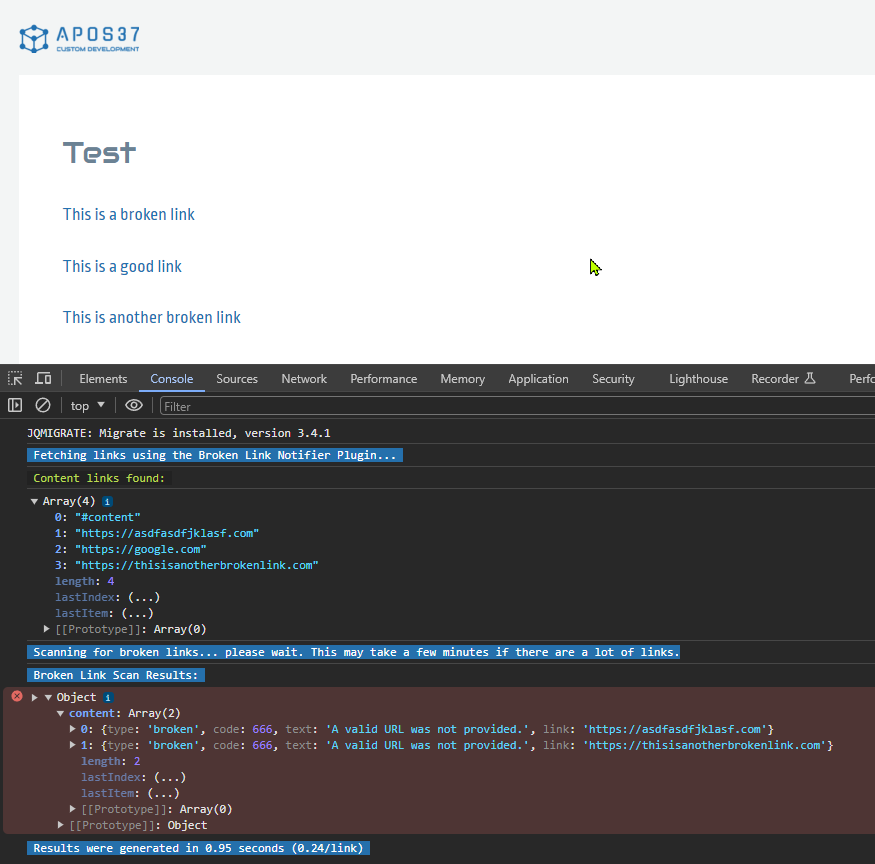 APOS37
CUSTOM DEVELOPMENT
Test
This is a broken link
This is a good link
This is another broken link
Elements Console Sources Network Performance Memory Application Security Lighthouse Recorder Perfo
top Filter
JQMIGRATE: Migrate is installed, version 3.4.1
Fetching links using the Broken Link Notifier Plugin...
Content links found:
Array(4) i
0: "#content"
1: "https://asdfasdfjklasf.com"
2: "https://google.com"
3: "https://thisisanotherbrokenlink.com"
length: 4
lastIndex: (...)
lastItem: (...)
[[Prototype]]: Array(0)
Scanning for broken links... please wait. This may take a few minutes if there are a lot of links.
Broken Link Scan Results:
Object i
content: Array(2)
0: {type: 'broken', code: 666, text: 'A valid URL was not provided.', link: 'https://asdfasdfjklasf.com'}
1: {type: 'broken', code: 666, text: 'A valid URL was not provided.', link: 'https://thisisanotherbrokenlink.com'}
length: 2
lastIndex: (...)
lastItem: (...)
[[Prototype]]: Array(0)
[[Prototype]]: Object
Results were generated in 0.95 seconds (0.24/link)